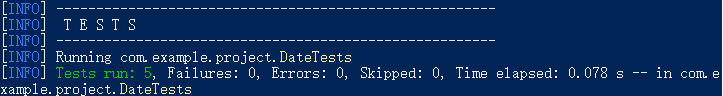 [INFO] -------------------------------------------------------
[INFO]  T E S T S
[INFO] -------------------------------------------------------
[INFO] Running com.example.project.DateTests
[INFO] Tests run: 5, Failures: 0, Errors: 0, Skipped: 0, Time elapsed: 0.078 s -- in com.e
xample.project.DateTests